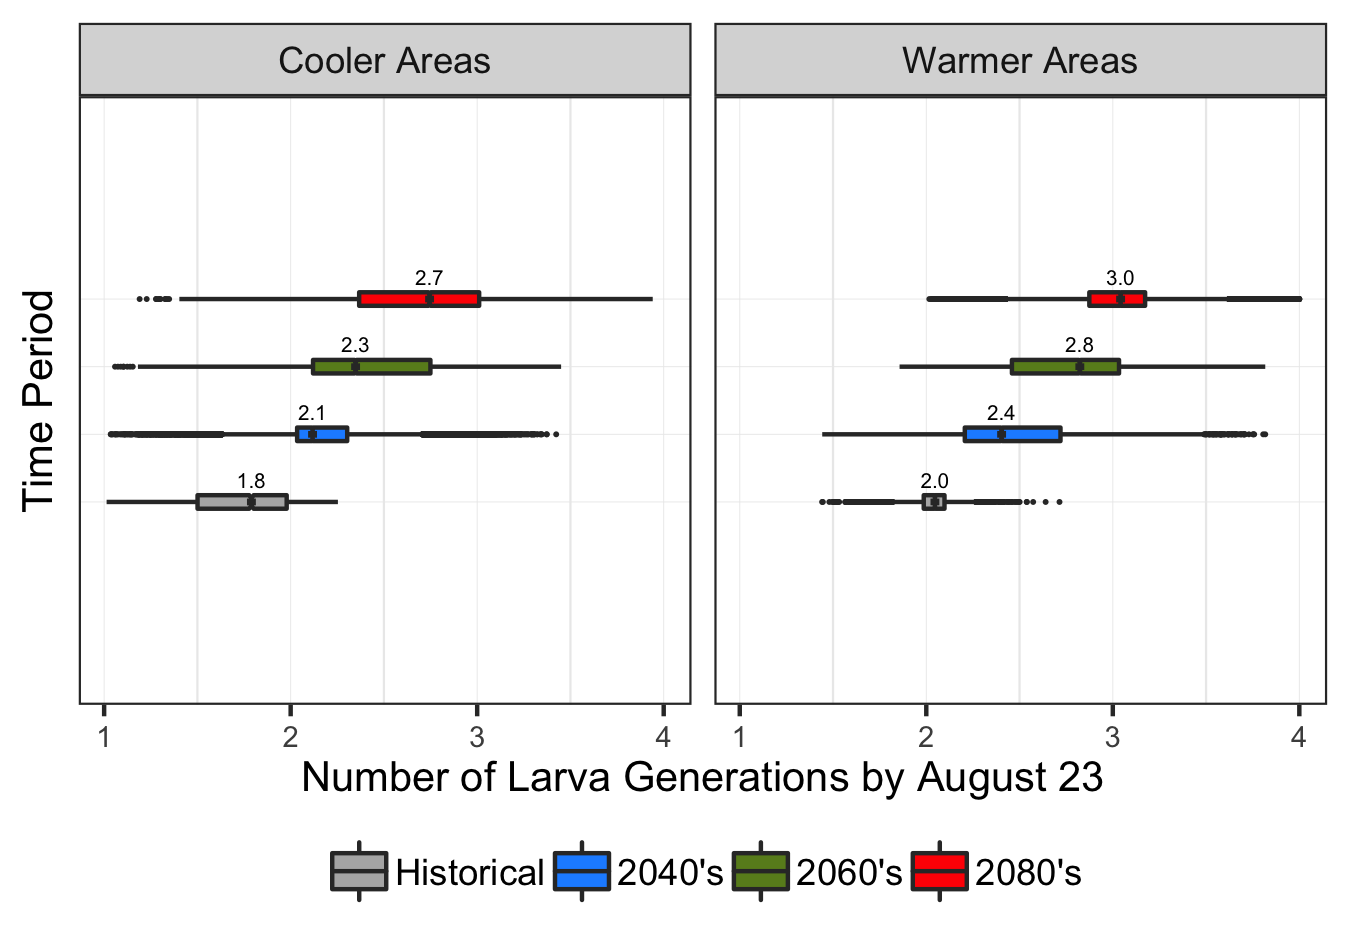 Cooler Areas
Warmer Areas
Time Period
2.7
2.3
2.1
1.8
3.0
2.8
2.4
2.0
1 2 3 4
1 2 3 4
Number of Larva Generations by August 23
Historical 2040's 2060's 2080's